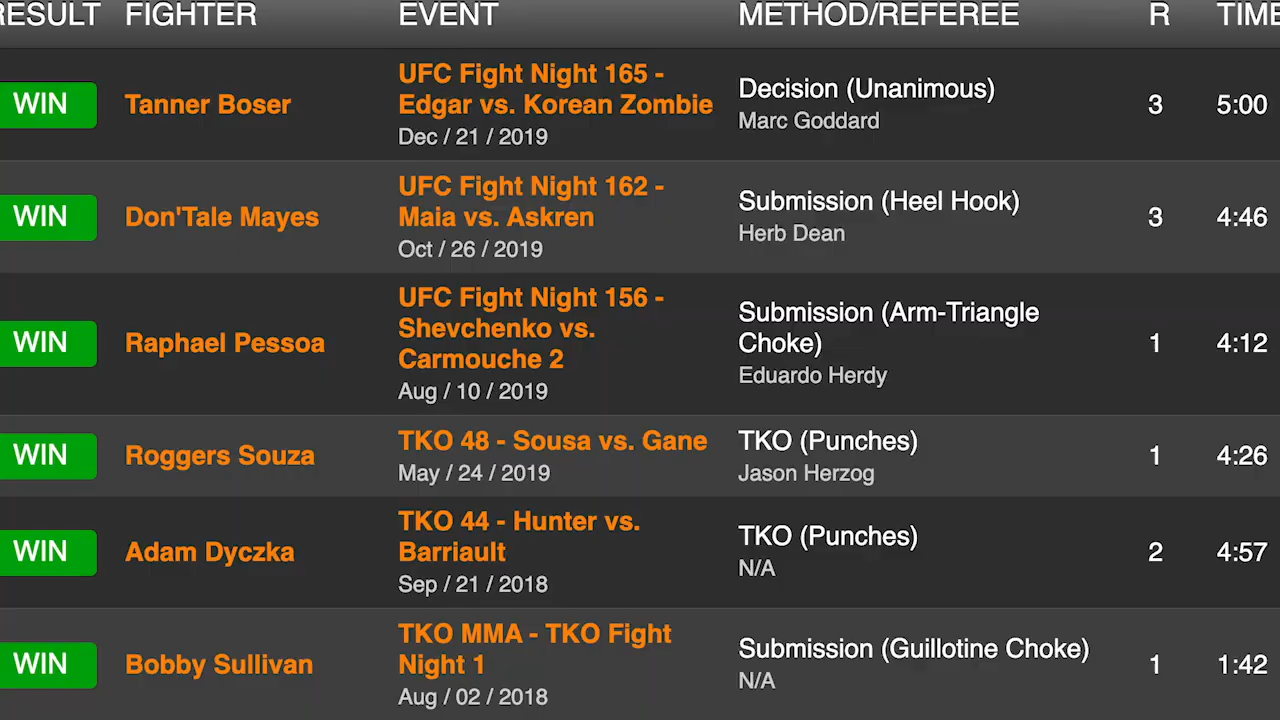 RESULT FIGHTER EVENT METHOD/REFEREE R TIME
WIN Tanner Boser UFC Fight Night 165 - Decision (Unanimous) 3 5:00
Edgar vs. Korean Zombie Marc Goddard
Dec / 21 / 2019
WIN Don'Tale Mayes UFC Fight Night 162 - Submission (Heel Hook) 3 4:46
Maia vs. Askren Herb Dean
Oct / 26 / 2019
WIN Raphael Pessoa UFC Fight Night 156 - Submission (Arm-Triangle 1 4:12
Shevchenko vs. Choke)
Carmouche 2 Eduardo Herdy
Aug / 10 / 2019
WIN Roggers Souza TKO 48 - Sousa vs. Gane TKO (Punches) 1 4:26
May / 24 / 2019 Jason Herzog
WIN Adam Dyczka TKO 44 - Hunter vs. TKO (Punches) 2 4:57
Barriault N/A
Sep / 21 / 2018
WIN Bobby Sullivan TKO MMA - TKO Fight Submission (Guillotine Choke) 1 1:42
Night 1 N/A
Aug / 02 / 2018